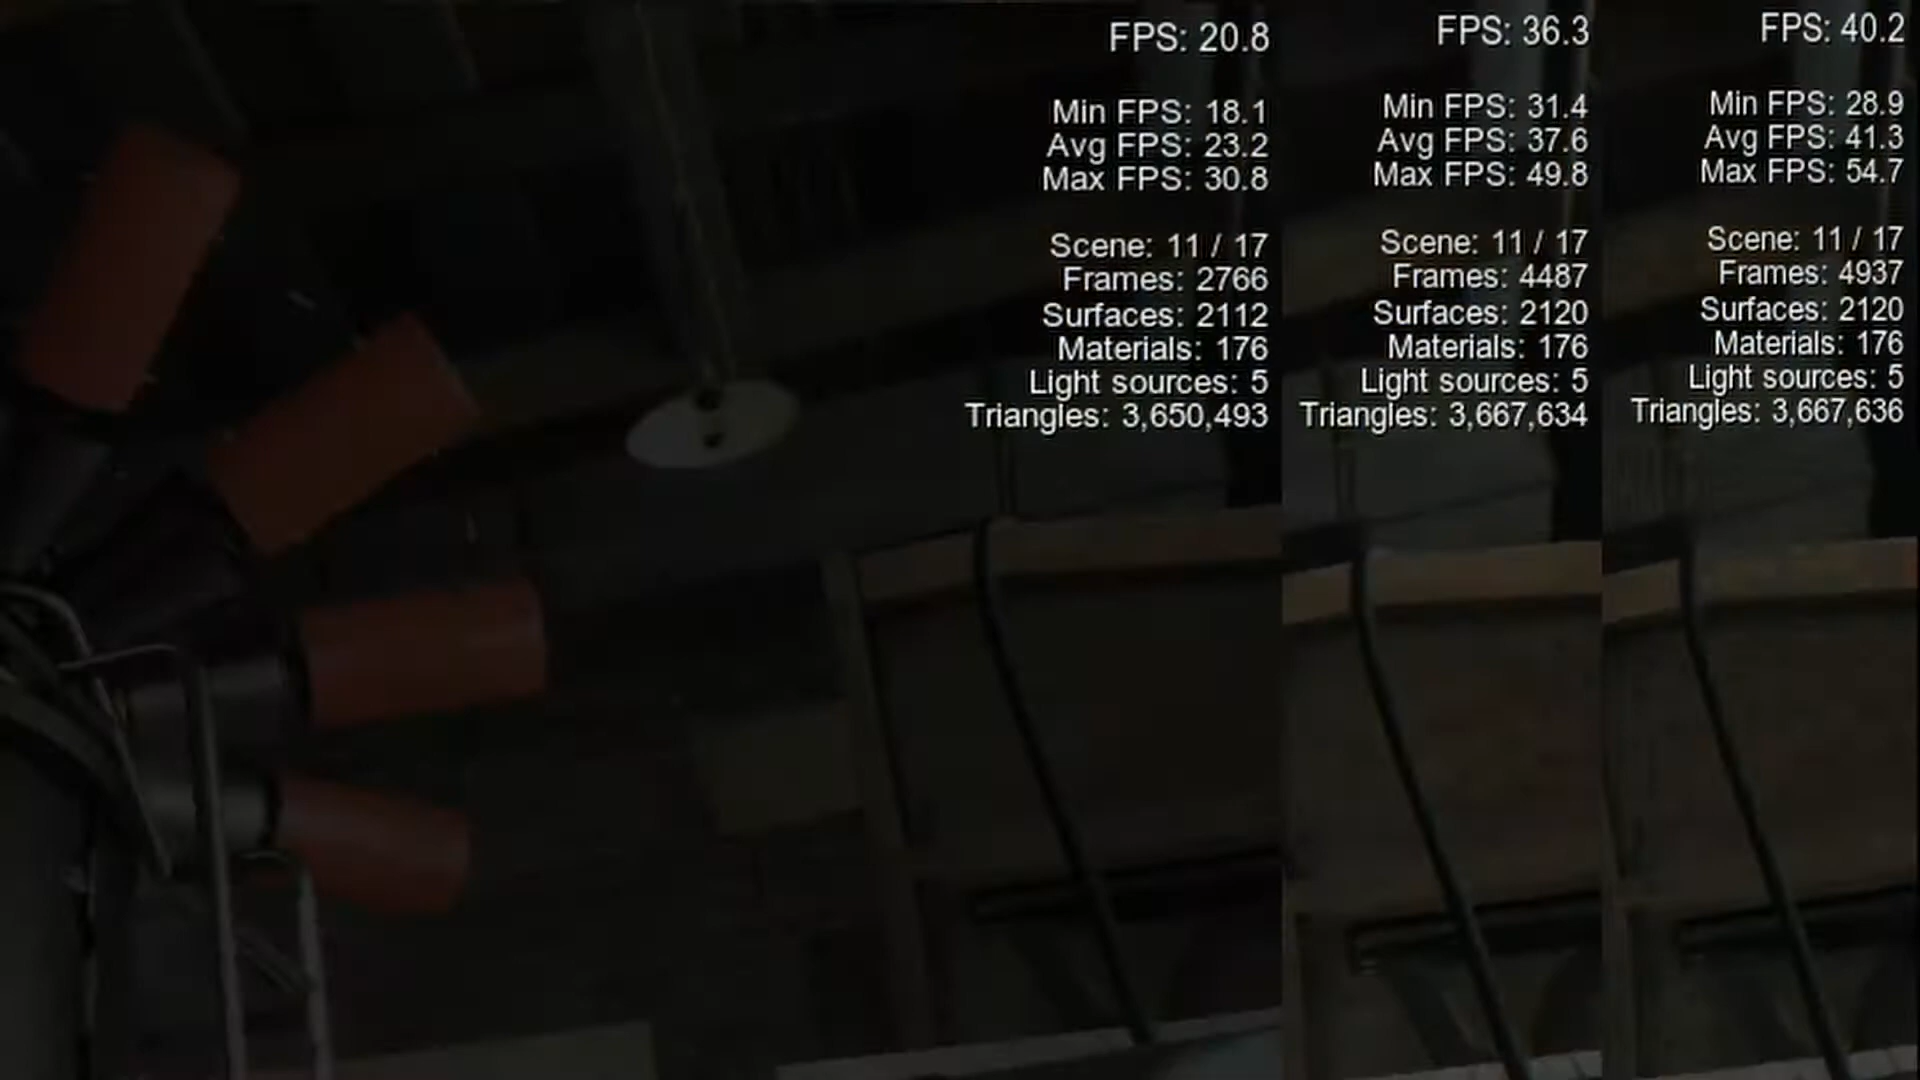 FPS: 20.8
Min FPS: 18.1
Avg FPS: 23.2
Max FPS: 30.8
Scene: 11 / 17
Frames: 2766
Surfaces: 2112
Materials: 176
Light sources: 5
Triangles: 3,650,493
FPS: 36.3
Min FPS: 31.4
Avg FPS: 37.6
Max FPS: 49.8
Scene: 11 / 17
Frames: 4487
Surfaces: 2120
Materials: 176
Light sources: 5
Triangles: 3,667,634
FPS: 40.2
Min FPS: 28.9
Avg FPS: 41.3
Max FPS: 54.7
Scene: 11 / 17
Frames: 4937
Surfaces: 2120
Materials: 176
Light sources: 5
Triangles: 3,667,636